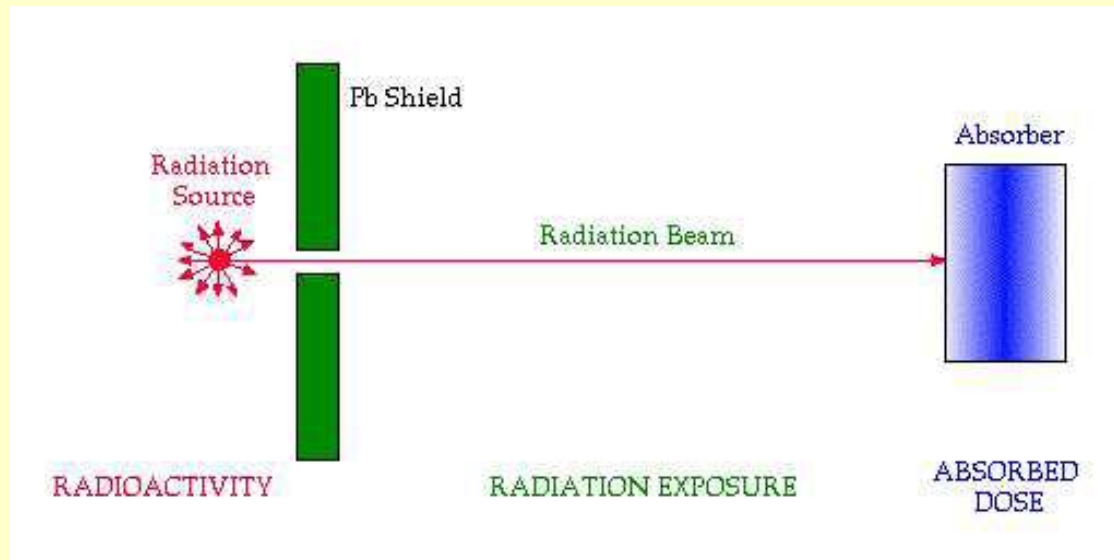 Pb Shield
Radiation
Source
Absorber
Radiation Beam
RADIOACTIVITY
RADIATION EXPOSURE
ABSORBED
DOSE